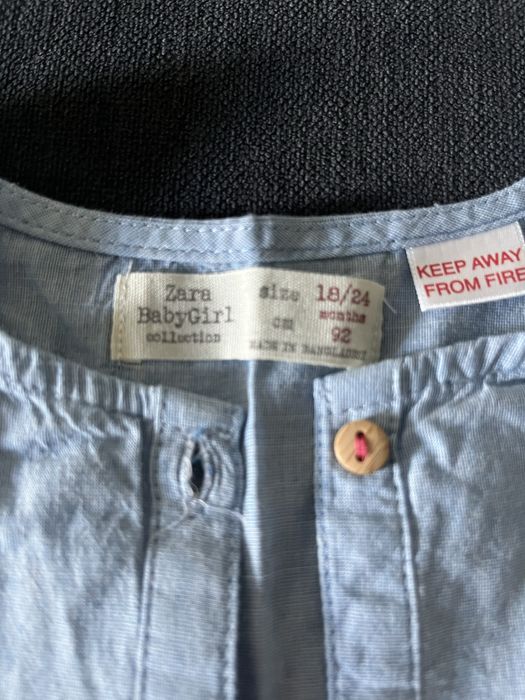 Zara
BabyGirl
collection
size 18/24
months
cm 92
MADE IN BANGLADESH
KEEP AWAY
FROM FIRE